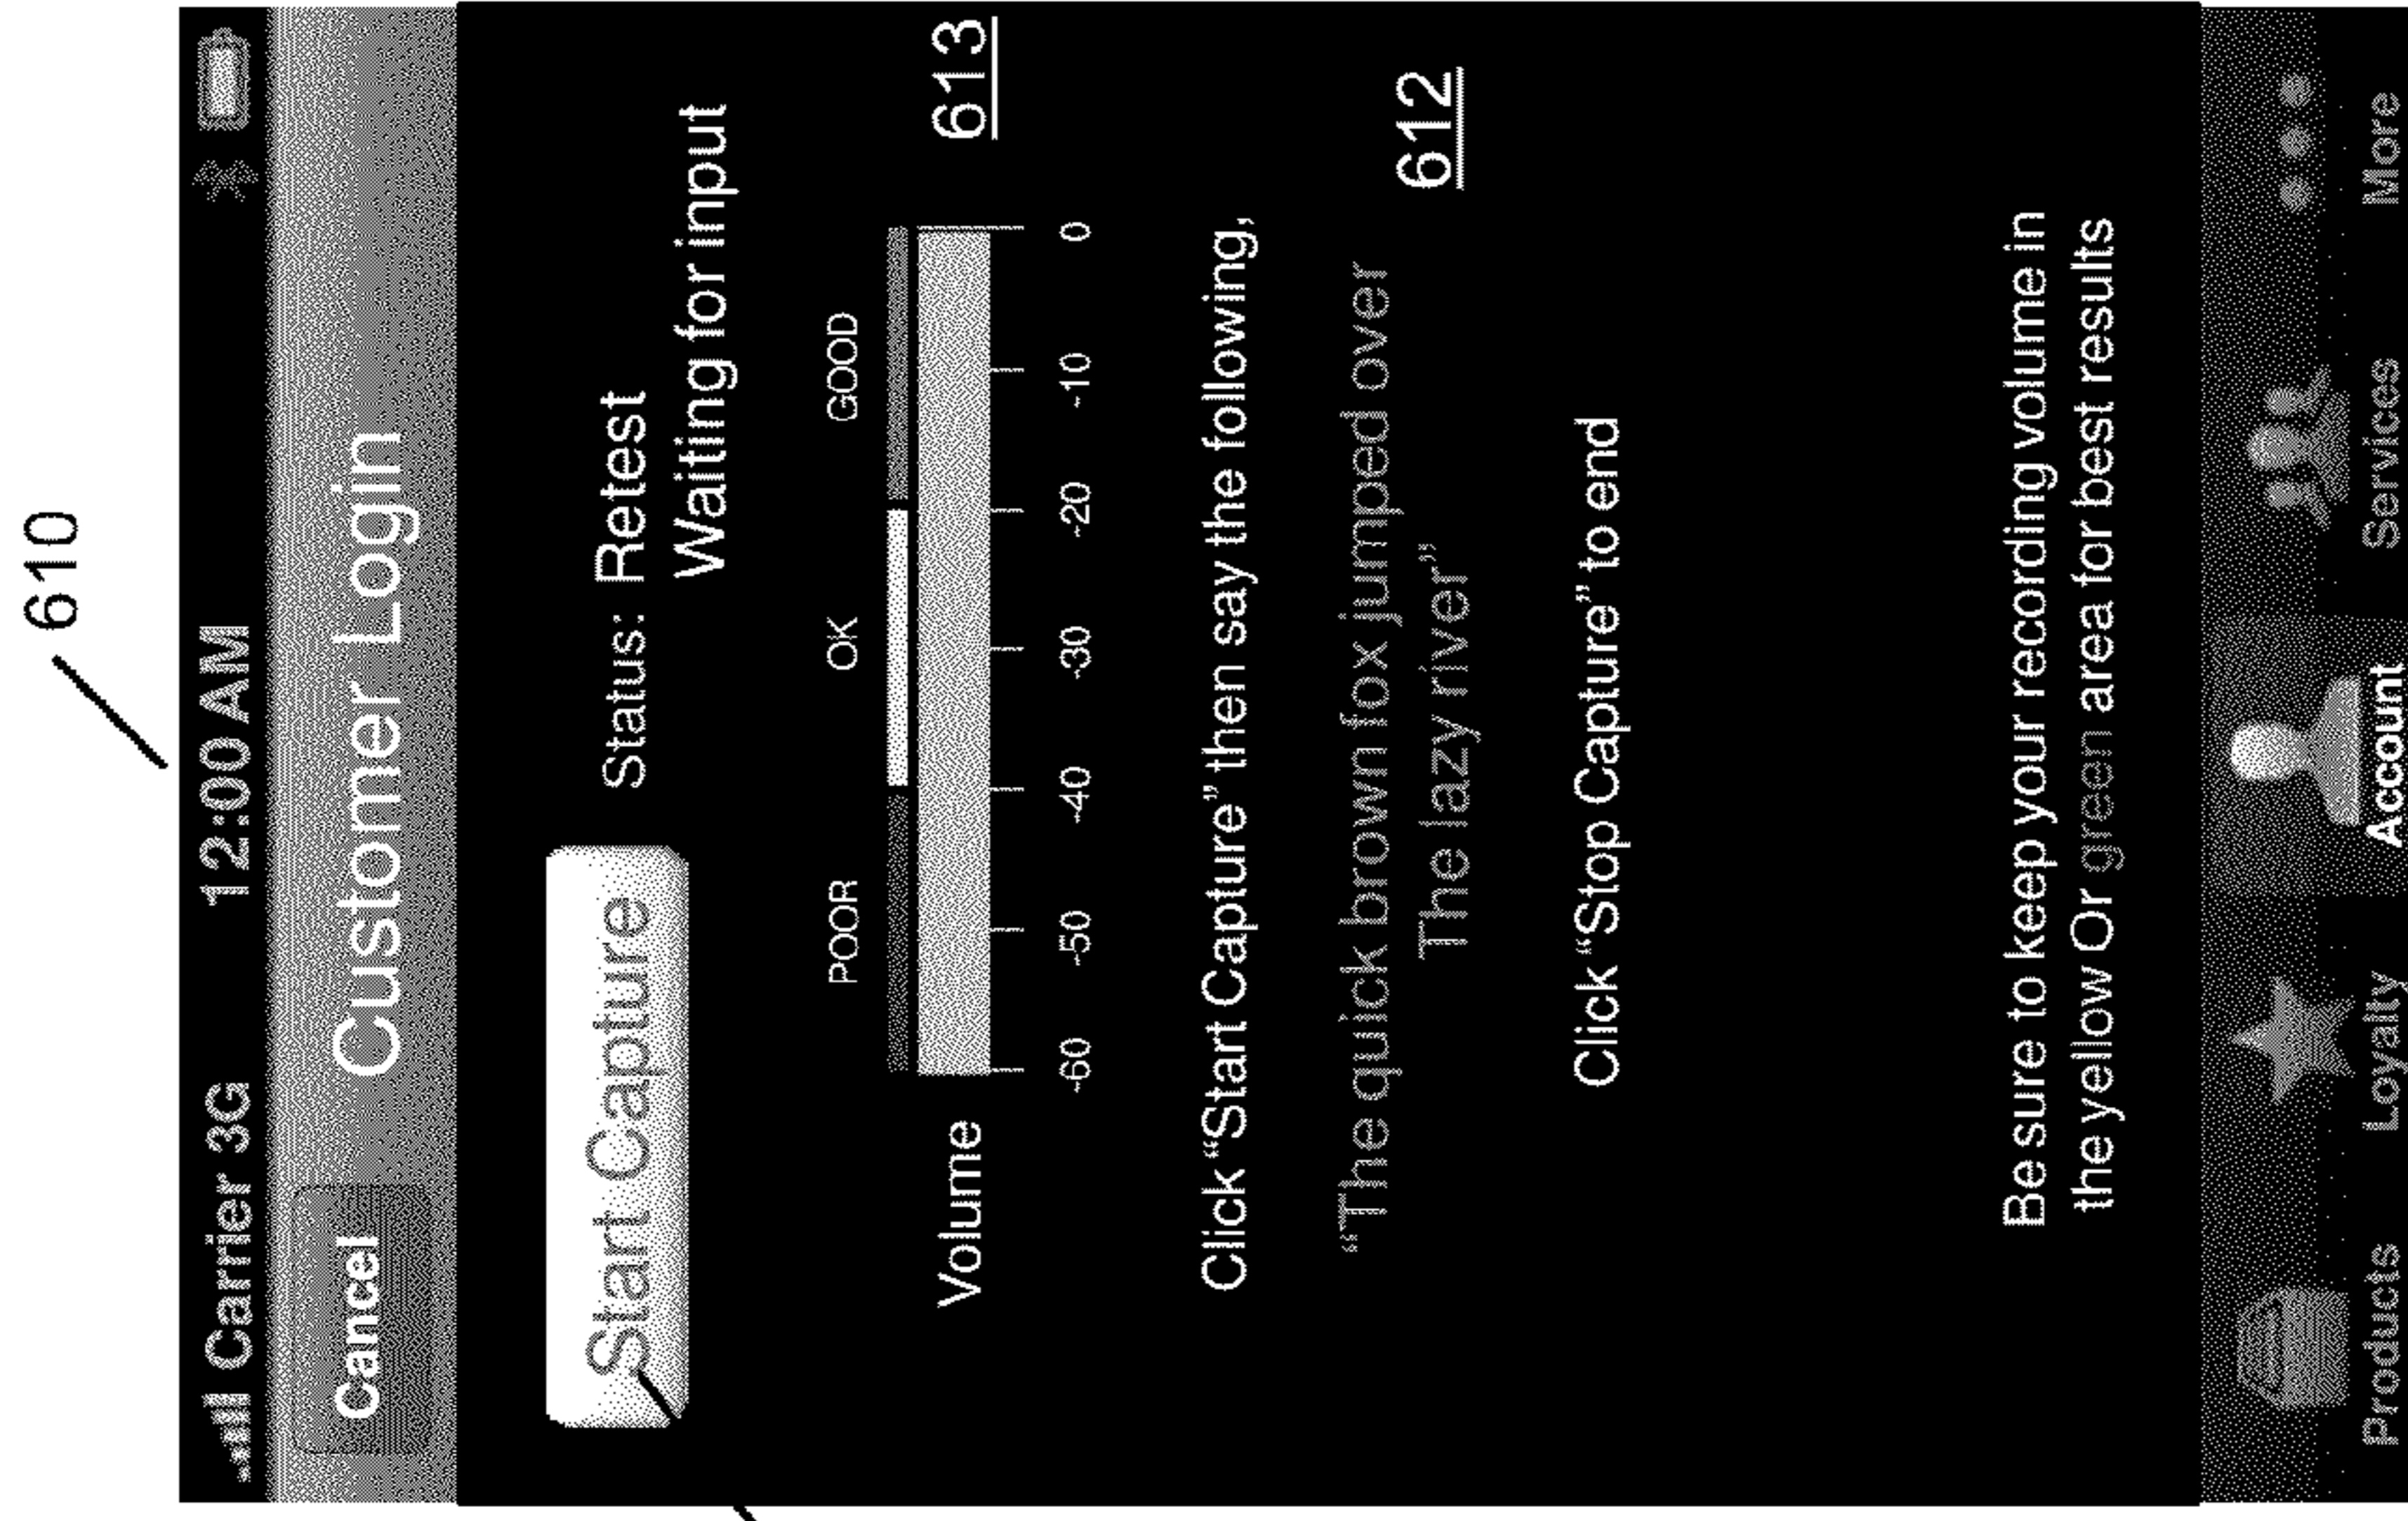 610
Carrier 3G 12:00 AM
Cancel Customer Login
Start Capture Status: Retest
Waiting for input
POOR OK GOOD
613
Volume
-60 -50 -40 -30 -20 -10 0
Click “Start Capture” then say the following,
“The quick brown fox jumped over
The lazy river”
612
Click “Stop Capture” to end
Be sure to keep your recording volume in
the yellow Or green area for best results
Products Loyalty Account Services More